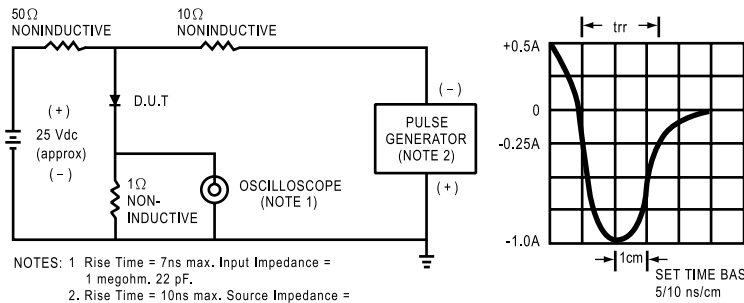 50Ω
NONINDUCTIVE
10Ω
NONINDUCTIVE
trr
+0.5A
D.U.T
(+)
25 Vdc
(approx)
(-)
(-)
PULSE
GENERATOR
(NOTE 2)
(+)
0
-0.25A
1Ω
NON-
INDUCTIVE
OSCILLOSCOPE
(NOTE 1)
-1.0A
1cm
SET TIME BAS
5/10 ns/cm
NOTES: 1 Rise Time = 7ns max. Input Impedance =
1 megohm. 22 pF.
2. Rise Time = 10ns max. Source Impedance =